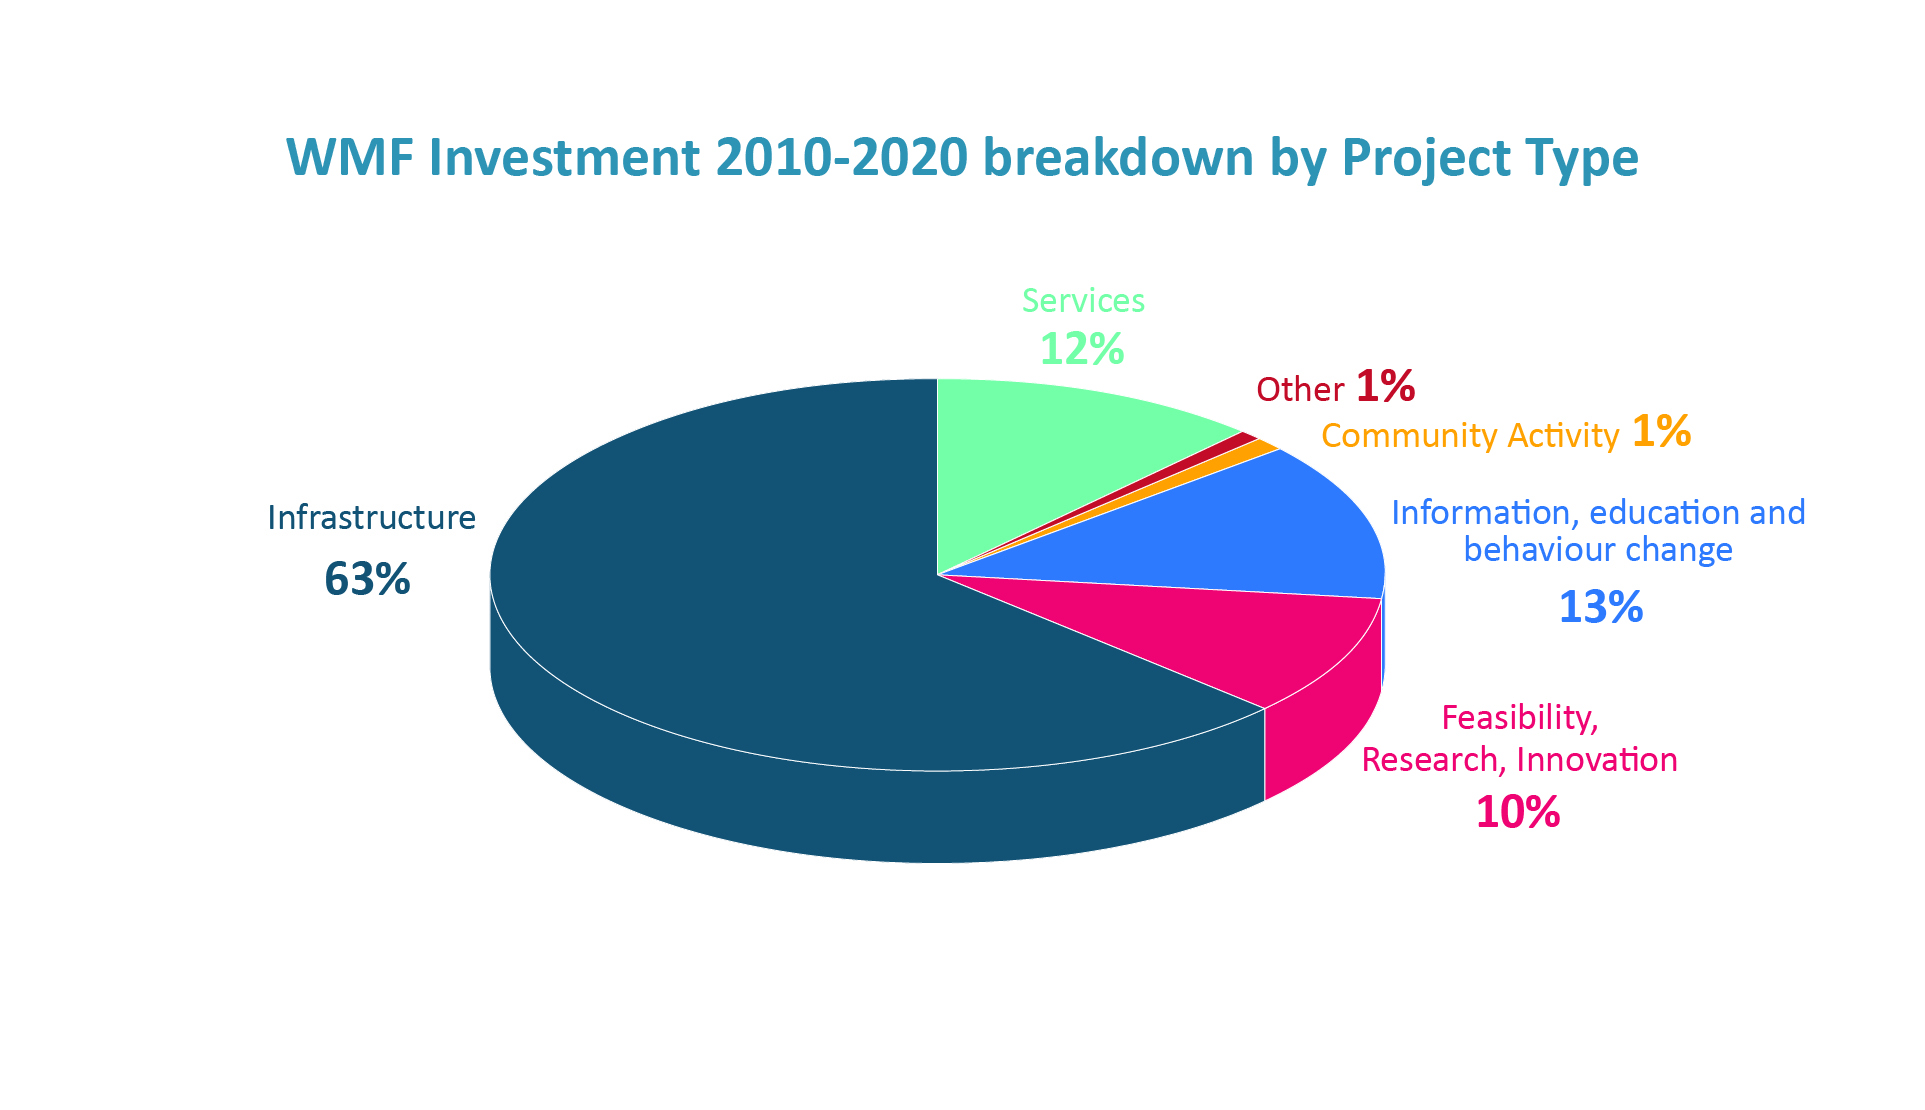 WMF Investment 2010-2020 breakdown by Project Type
Services
12%
Other 1%
Community Activity 1%
Information, education and
behaviour change
13%
Infrastructure
63%
Feasibility,
Research, Innovation
10%